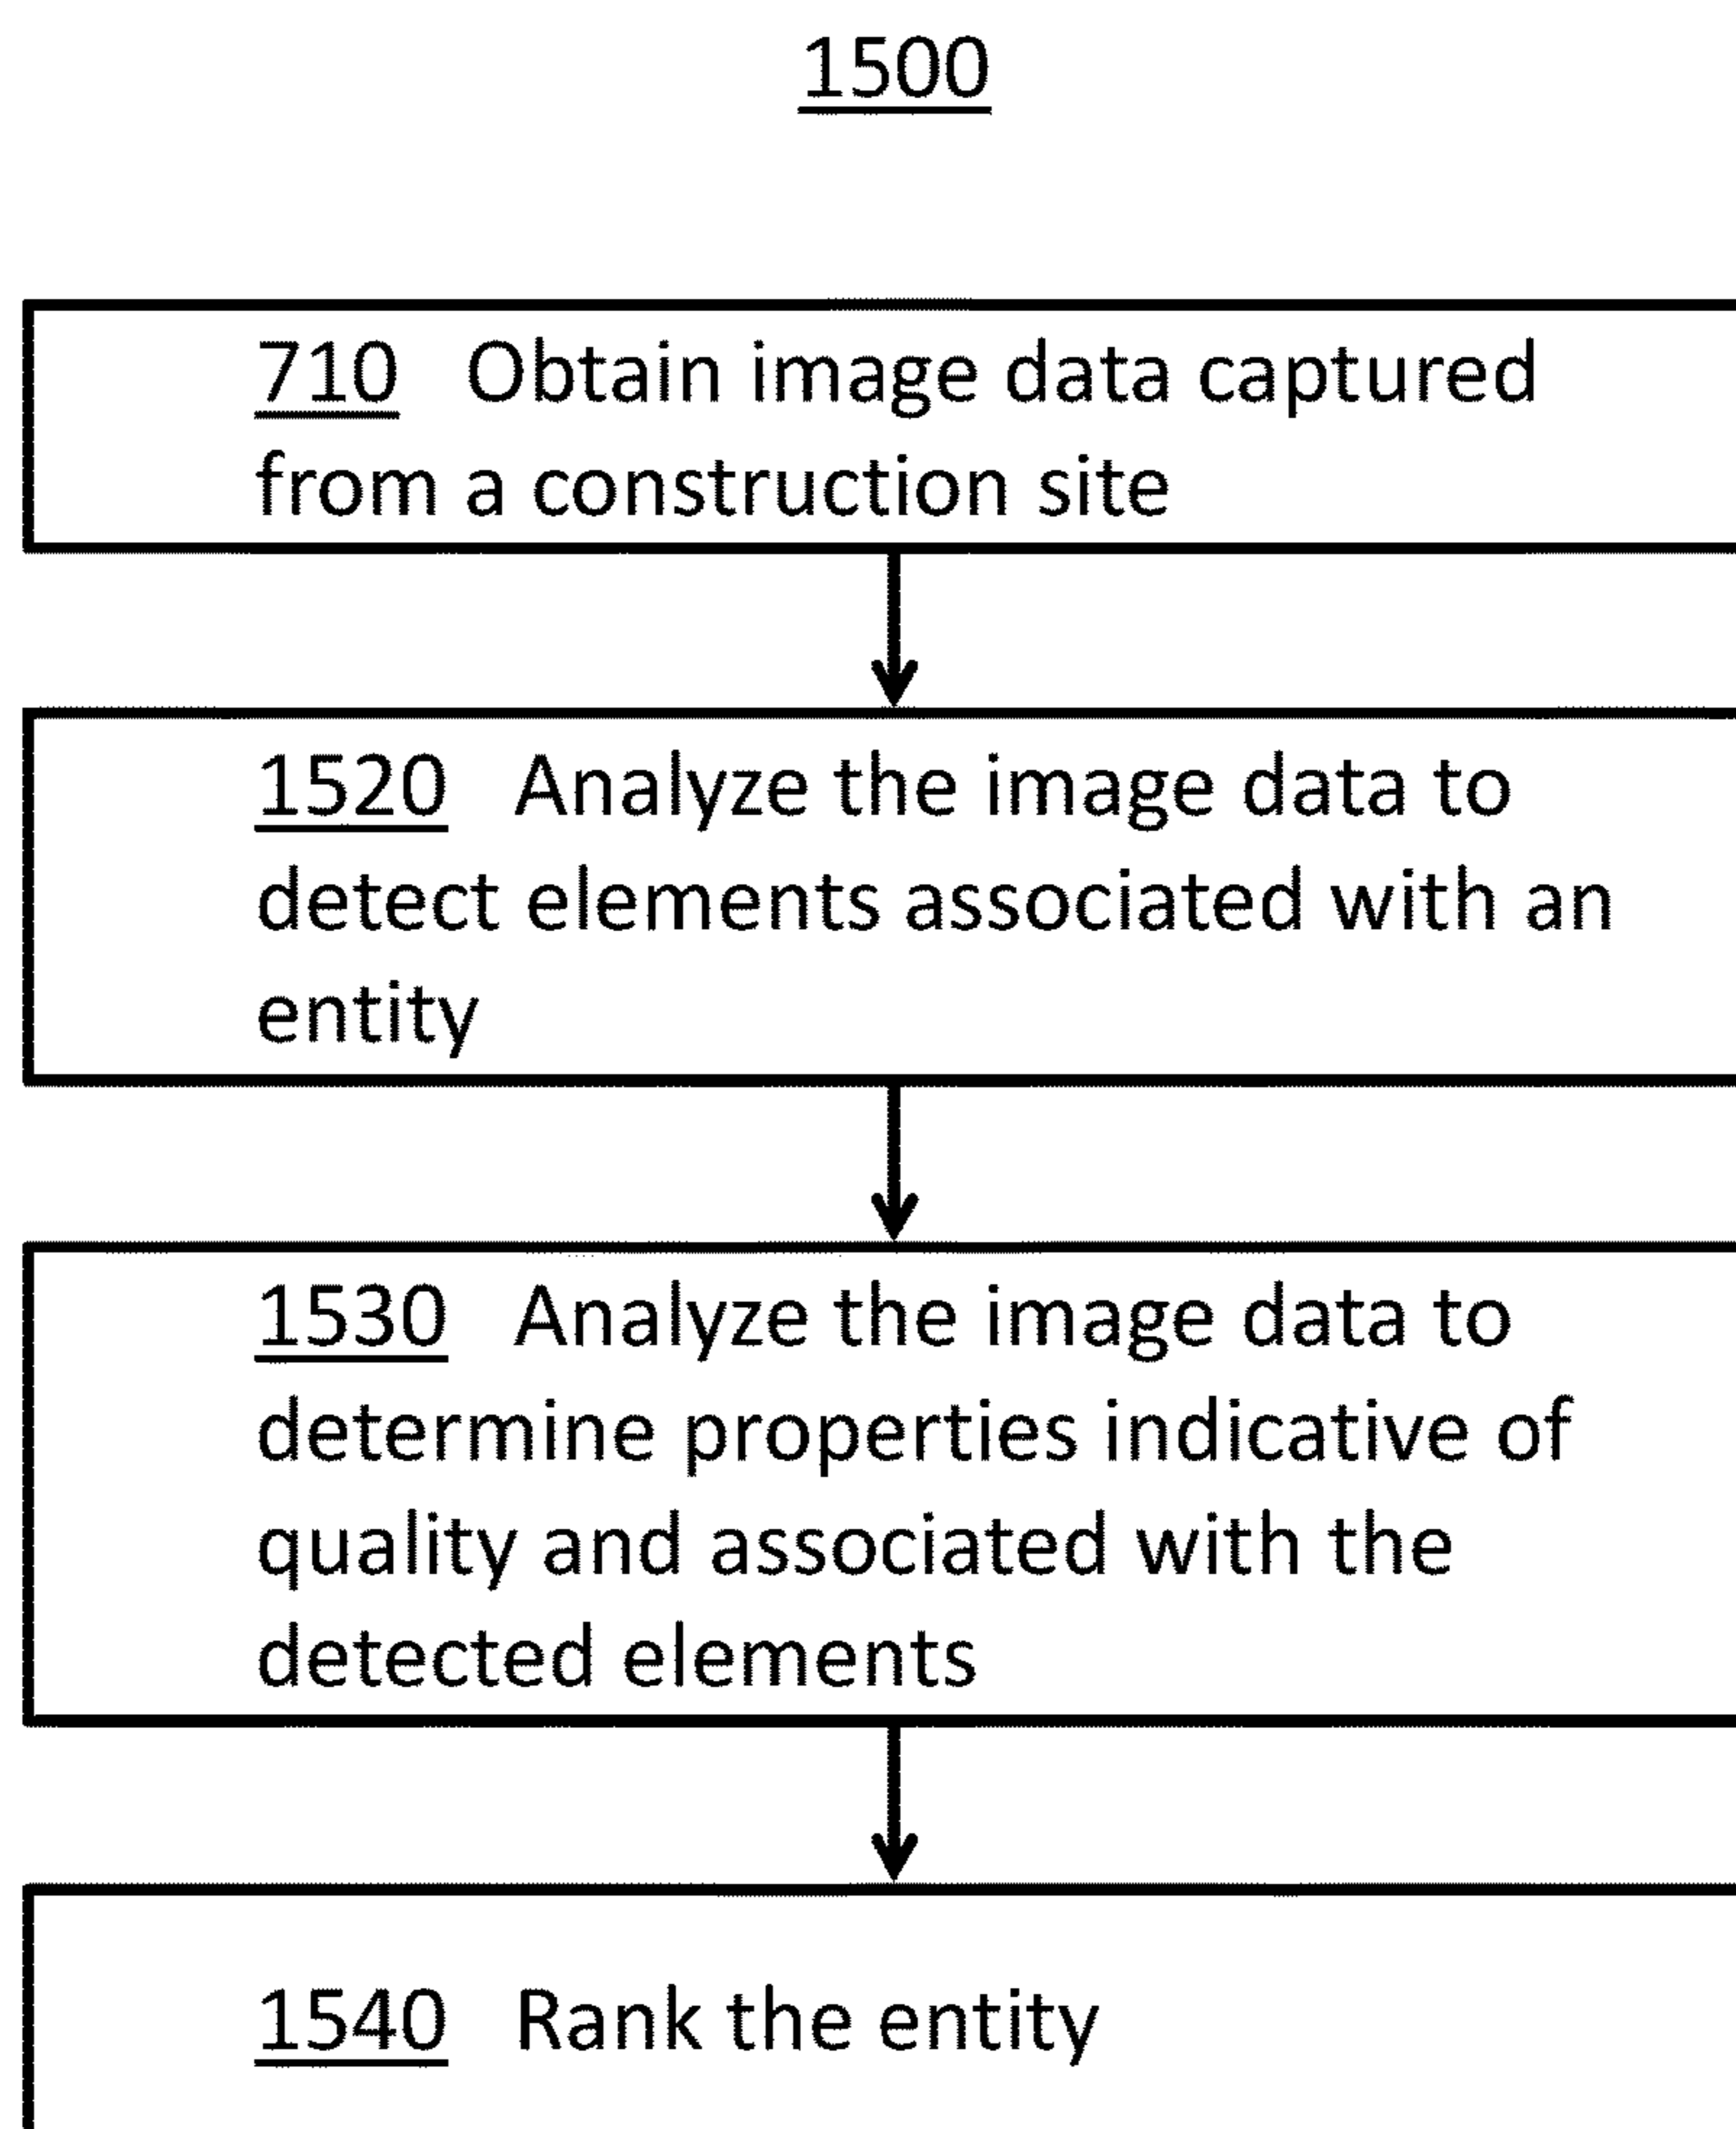 1500
710 Obtain image data captured
from a construction site
1520 Analyze the image data to
detect elements associated with an
entity
1530 Analyze the image data to
determine properties indicative of
quality and associated with the
detected elements
1540 Rank the entity